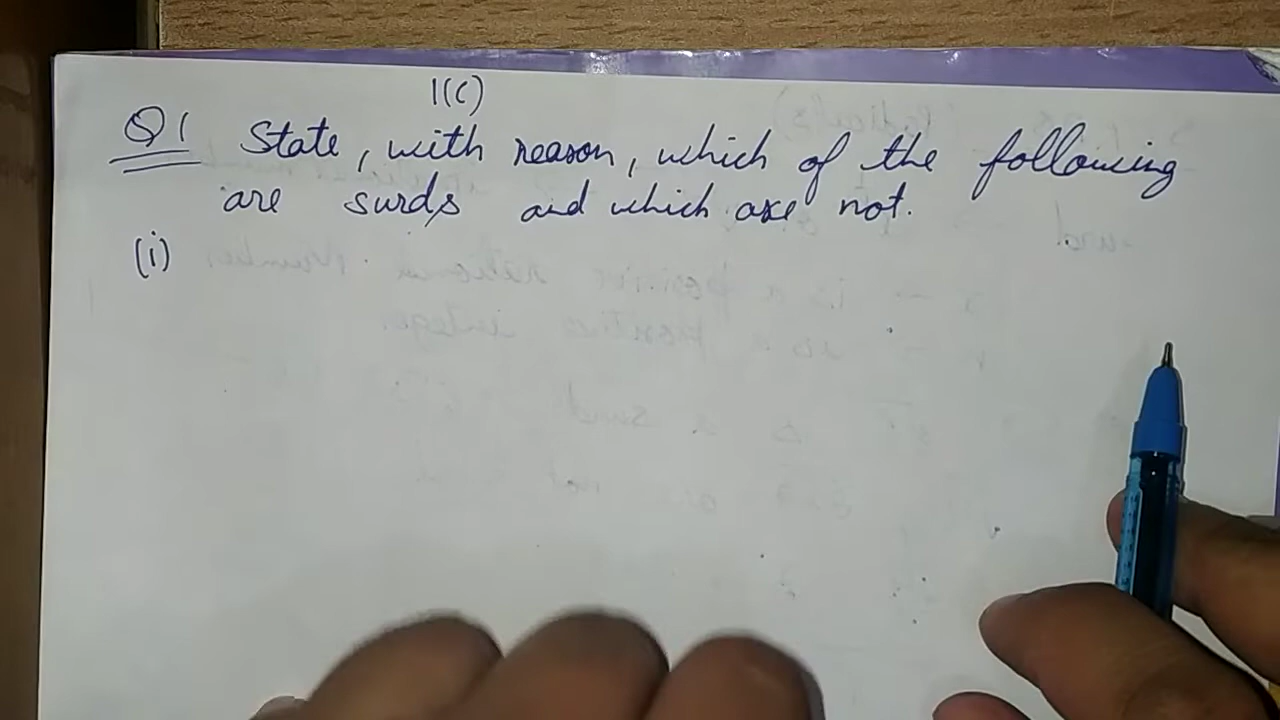 1(C)
Q1 State, with reason, which of the following
are surds and which are not.
(i)